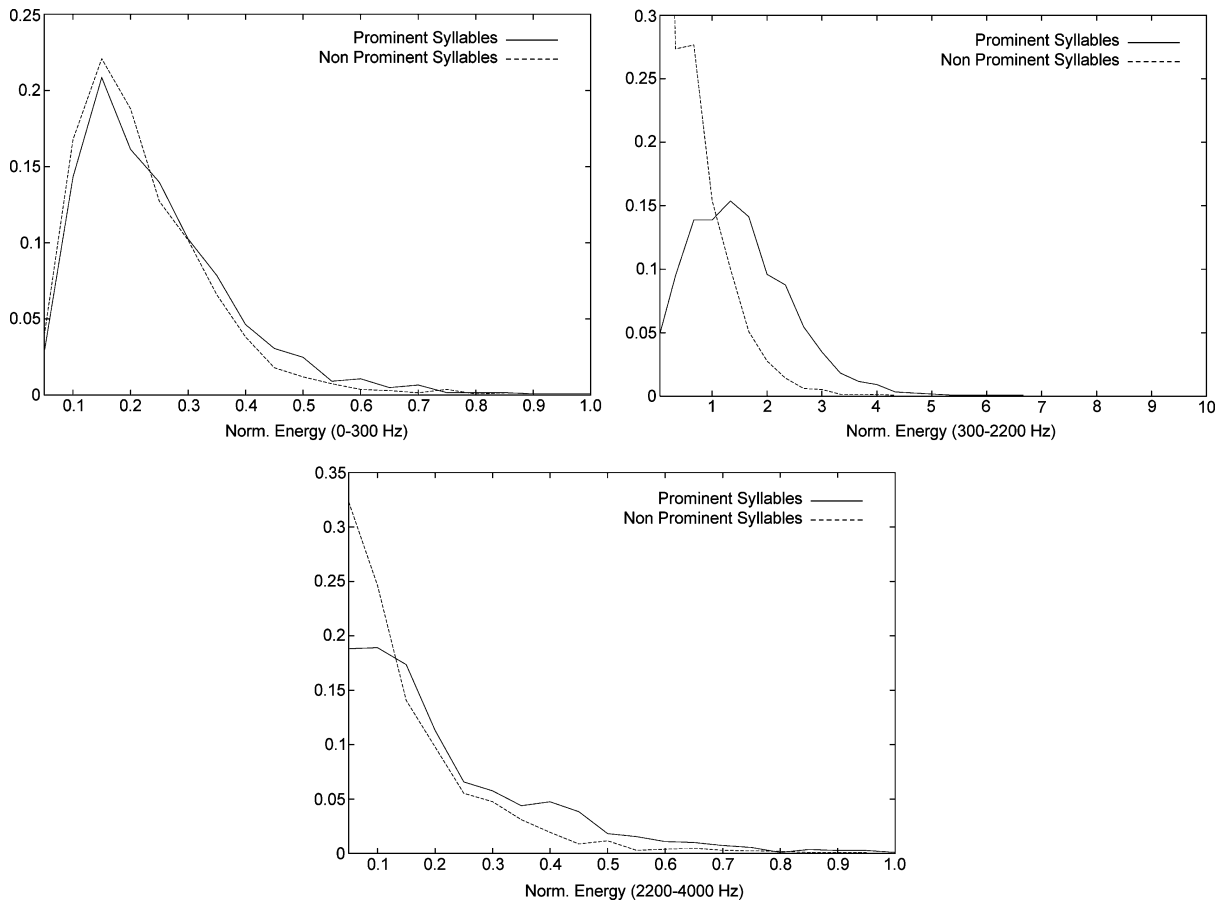 0.25
0.2
0.15
0.1
0.05
0
Prominent Syllables
Non Prominent Syllables
0.1 0.2 0.3 0.4 0.5 0.6 0.7 0.8 0.9 1.0
Norm. Energy (0-300 Hz)
0.3
0.25
0.2
0.15
0.1
0.05
0
Prominent Syllables
Non Prominent Syllables
1 2 3 4 5 6 7 8 9 10
Norm. Energy (300-2200 Hz)
0.35
0.3
0.25
0.2
0.15
0.1
0.05
0
Prominent Syllables
Non Prominent Syllables
0.1 0.2 0.3 0.4 0.5 0.6 0.7 0.8 0.9 1.0
Norm. Energy (2200-4000 Hz)